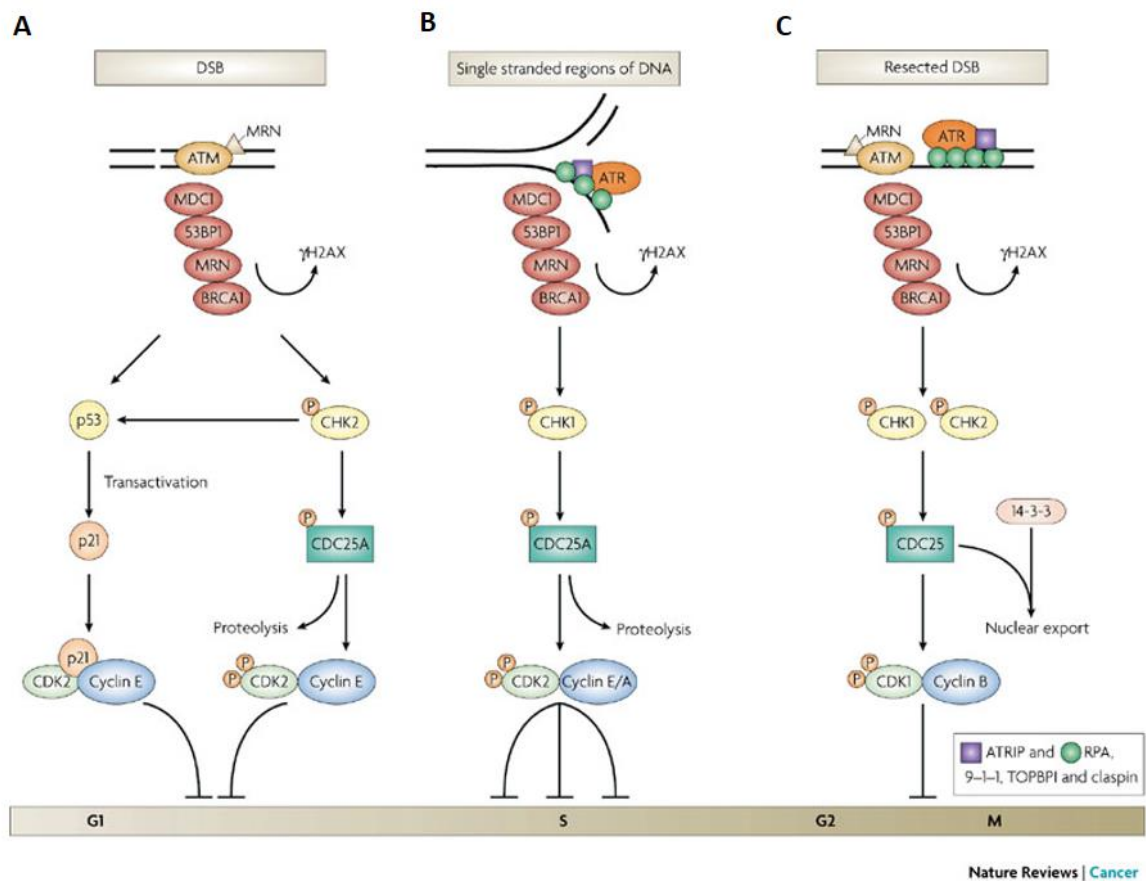 A
B
C
DSB
Single stranded regions of DNA
Resected DSB
MRN
ATM
MDC1
53BP1
MRN
BRCA1
γH2AX
p53
P
CHK2
Transactivation
p21
P
CDC25A
Proteolysis
p21
CDK2
Cyclin E
P
P
CDK2
Cyclin E
ATR
MDC1
53BP1
MRN
BRCA1
γH2AX
P
CHK1
P
CDC25A
Proteolysis
P
P
CDK2
Cyclin E/A
MRN
ATM
ATR
MDC1
53BP1
MRN
BRCA1
γH2AX
P
CHK1
P
CHK2
P
CDC25
14-3-3
Nuclear export
P
P
CDK1
Cyclin B
ATRIP and RPA,
9–1–1, TOPBP1 and claspin
G1
S
G2
M
Nature Reviews | Cancer